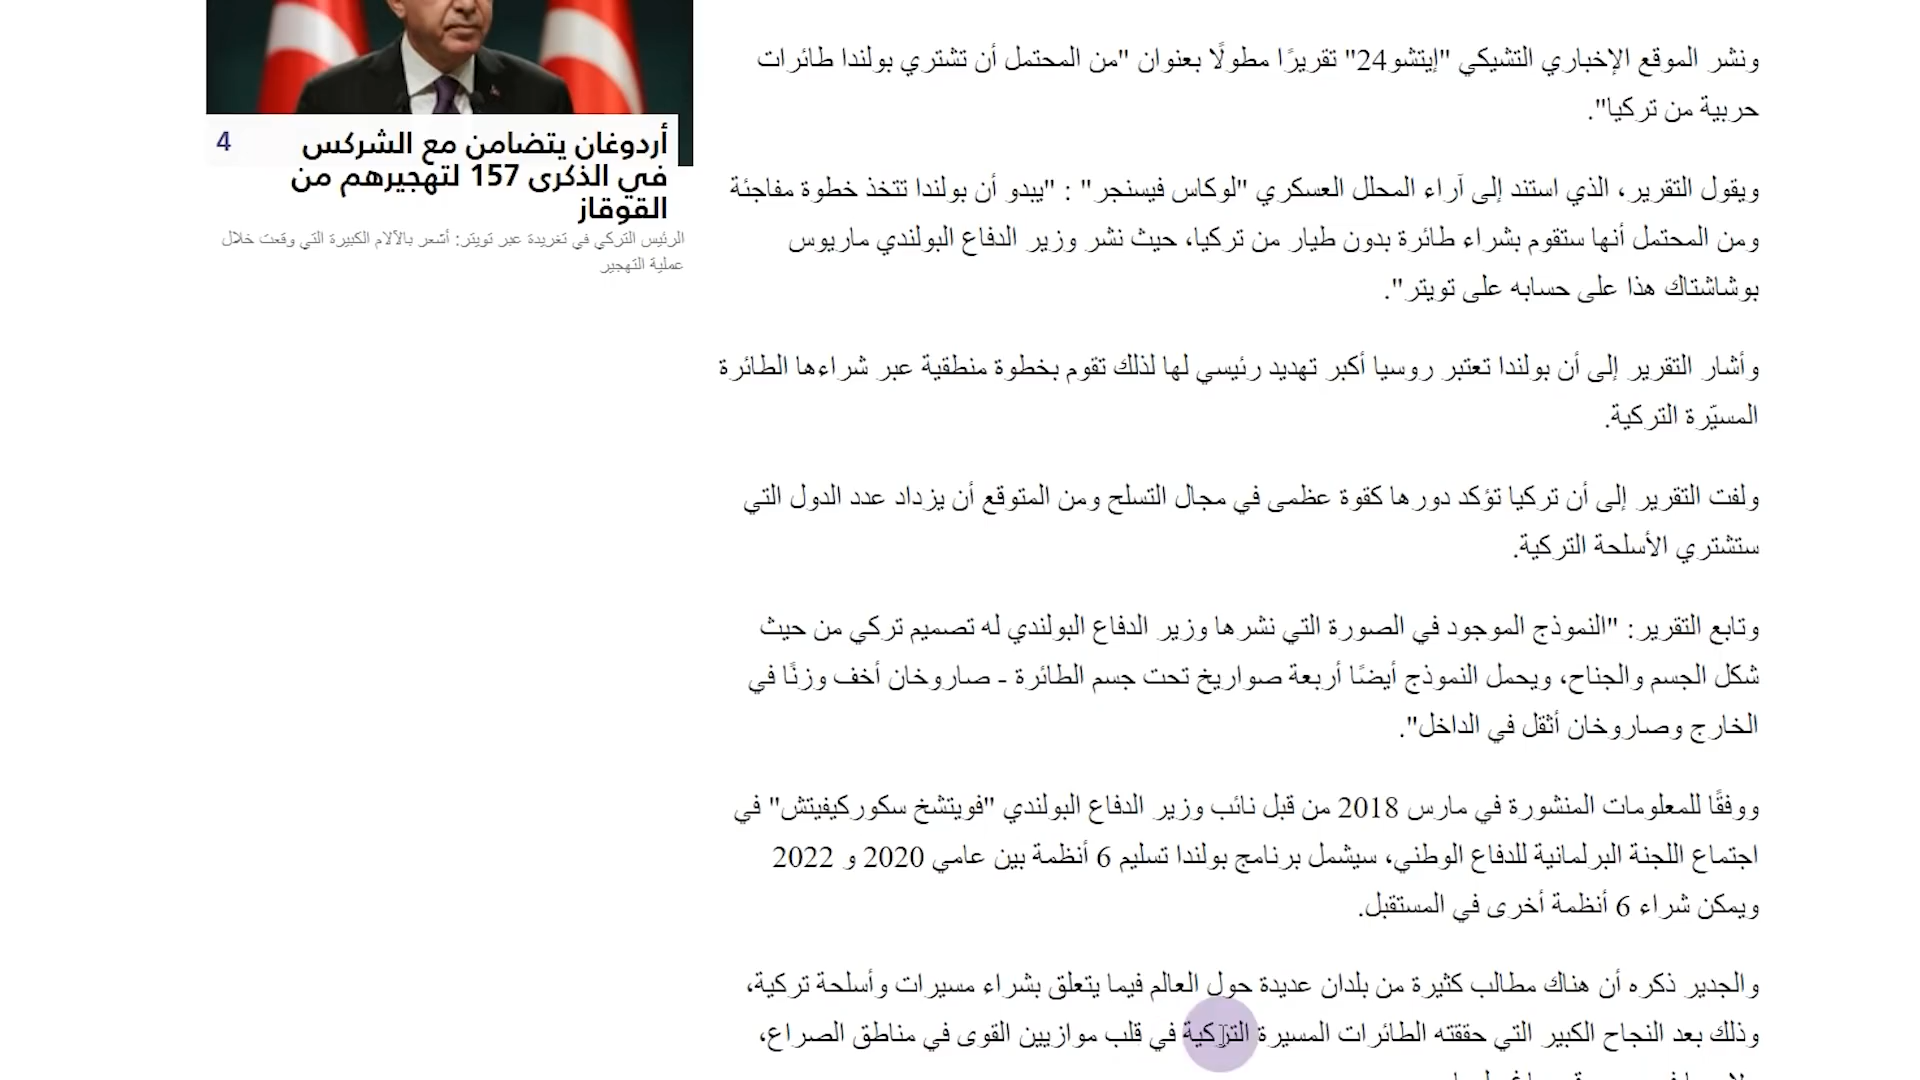 ونشر الموقع الإخباري التشيكي "إيتشو24" تقريرًا مطولًا بعنوان "من المحتمل أن تشتري بولندا طائرات
حربية من تركيا".
ويقول التقرير، الذي استند إلى آراء المحلل العسكري "لوكاس فيسنجر" : "يبدو أن بولندا تتخذ خطوة مفاجئة
ومن المحتمل أنها ستقوم بشراء طائرة بدون طيار من تركيا، حيث نشر وزير الدفاع البولندي ماريوس
بوشاشتاك هذا على حسابه على تويتر".
وأشار التقرير إلى أن بولندا تعتبر روسيا أكبر تهديد رئيسي لها لذلك تقوم بخطوة منطقية عبر شراءها الطائرة
المسيّرة التركية.
ولفت التقرير إلى أن تركيا تؤكد دورها كقوة عظمى في مجال التسلح ومن المتوقع أن يزداد عدد الدول التي
ستشتري الأسلحة التركية.
وتابع التقرير: "النموذج الموجود في الصورة التي نشرها وزير الدفاع البولندي له تصميم تركي من حيث
شكل الجسم والجناح، ويحمل النموذج أيضًا أربعة صواريخ تحت جسم الطائرة - صاروخان أخف وزنًا في
الخارج وصاروخان أثقل في الداخل".
ووفقًا للمعلومات المنشورة في مارس 2018 من قبل نائب وزير الدفاع البولندي "فويتشخ سكوركيفيتش" في
اجتماع اللجنة البرلمانية للدفاع الوطني، سيشمل برنامج بولندا تسليم 6 أنظمة بين عامي 2020 و 2022
ويمكن شراء 6 أنظمة أخرى في المستقبل.
والجدير ذكره أن هناك مطالب كثيرة من بلدان عديدة حول العالم فيما يتعلق بشراء مسيرات وأسلحة تركية،
وذلك بعد النجاح الكبير التي حققته الطائرات المسيرة التركية في قلب موازيين القوى في مناطق الصراع،
4
أردوغان يتضامن مع الشركس
في الذكرى 157 لتهجيرهم من
القوقاز
الرئيس التركي في تغريدة عبر تويتر: أشعر بالآلام الكبيرة التي وقعت خلال
عملية التهجير